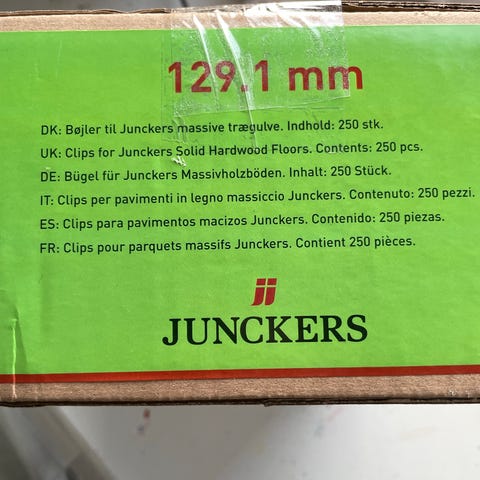 129.1 mm
DK: Bøjler til Junckers massive trægulve. Indhold: 250 stk.
UK: Clips for Junckers Solid Hardwood Floors. Contents: 250 pcs.
DE: Bügel für Junckers Massivholzböden. Inhalt: 250 Stück.
IT: Clips per pavimenti in legno massiccio Junckers. Contenuto: 250 pezzi.
ES: Clips para pavimentos macizos Junckers. Contenido: 250 piezas.
FR: Clips pour parquets massifs Junckers. Contient 250 pièces.
JUNCKERS